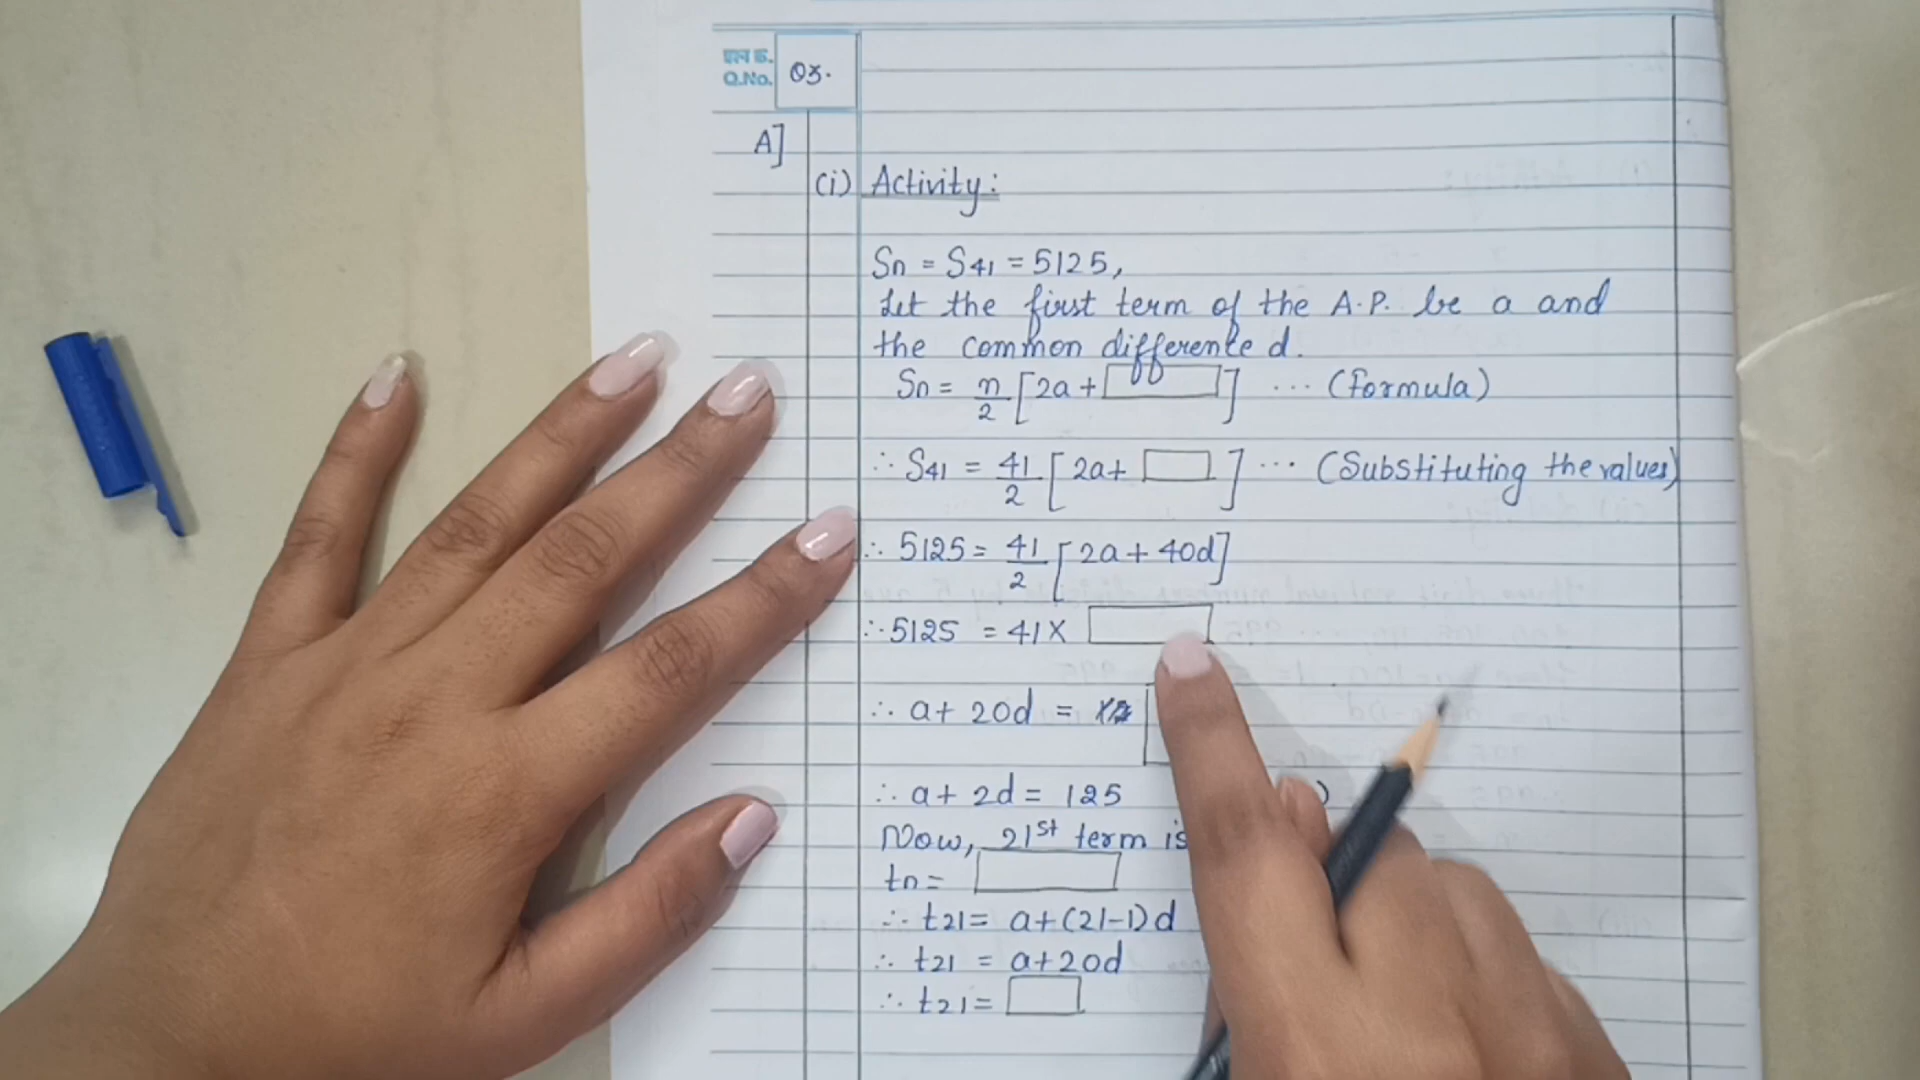 प्रश्न क्र.
Q.No. 03.
A]
(i) Activity:
Sn = S41 = 5125,
Let the first term of the A.P. be a and
the common difference d.
Sn = n/2 [2a + ] ... (Formula)
∴ S41 = 41/2 [2a + ] ... (Substituting the values)
∴ 5125 = 41/2 [2a + 40d]
∴ 5125 = 41 X
∴ a + 20d =
∴ a + 2d = 125 )
Now, 21st term is
tn =
∴ t21 = a + (21-1)d
∴ t21 = a + 20d
∴ t21 =